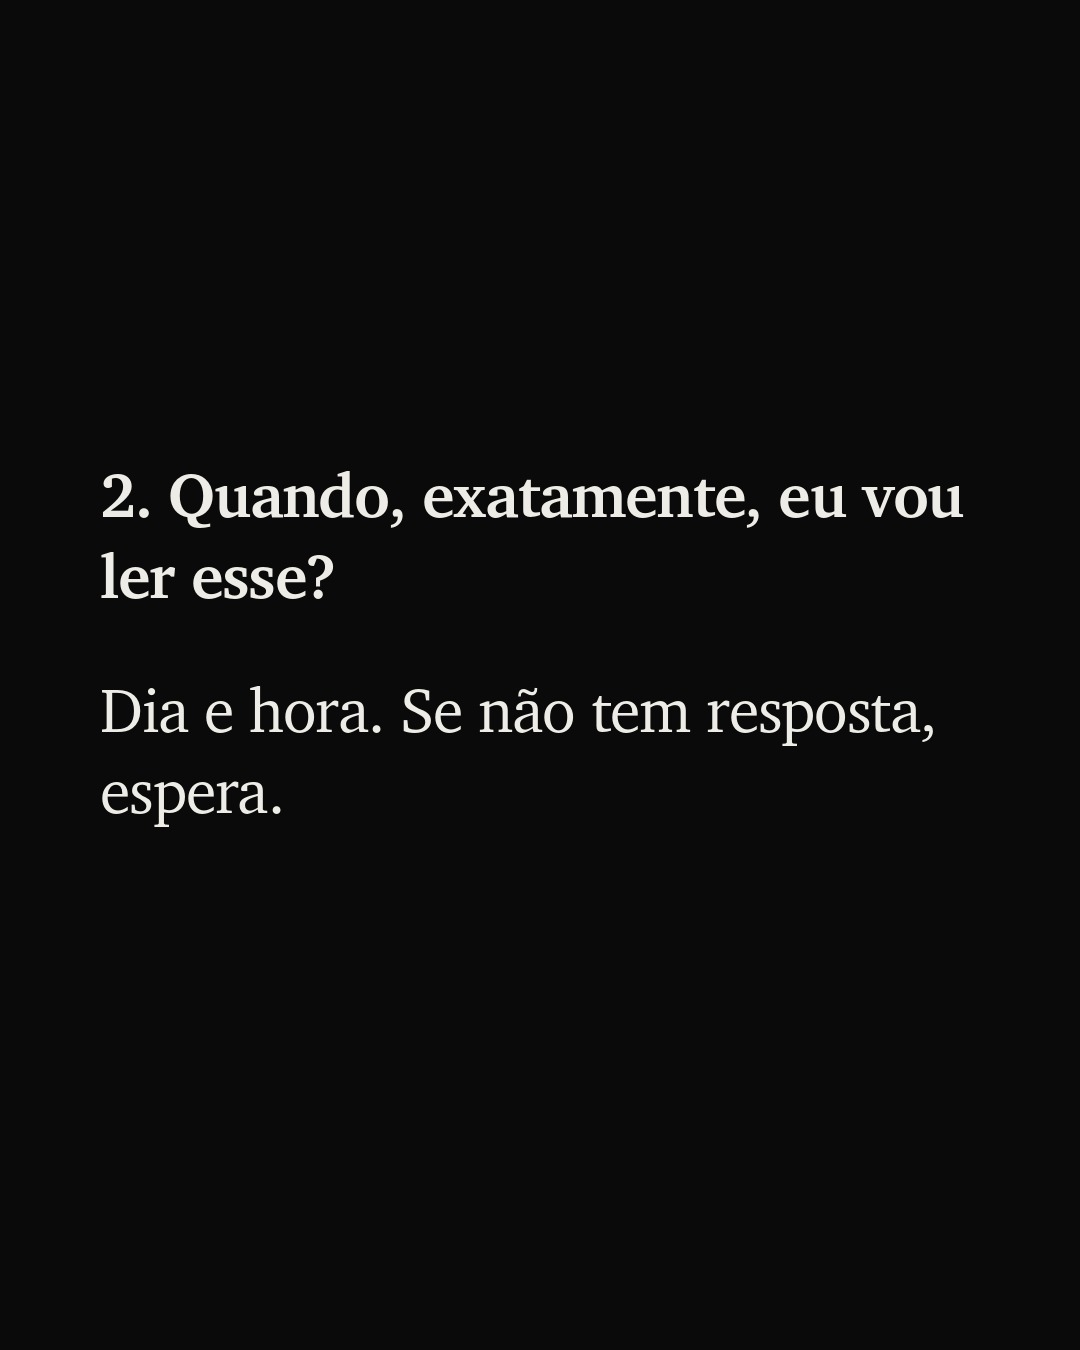 2. Quando, exatamente, eu vou
ler esse?
Dia e hora. Se não tem resposta,
espera.